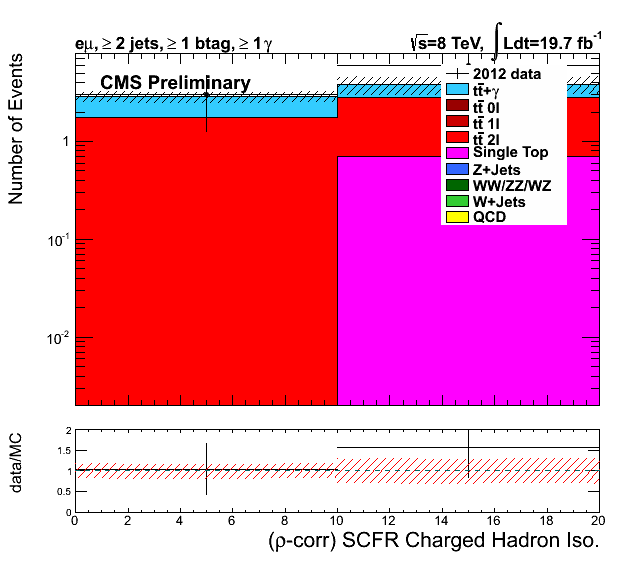 eμ, ≥ 2 jets, ≥ 1 btag, ≥ 1 γ
√s=8 TeV, ∫ Ldt=19.7 fb⁻¹
CMS Preliminary
Number of Events
1
10⁻¹
10⁻²
2012 data
tt̄+γ
tt̄ 0l
tt̄ 1l
tt̄ 2l
Single Top
Z+Jets
WW/ZZ/WZ
W+Jets
QCD
data/MC
2
1.5
1
0.5
0
0 2 4 6 8 10 12 14 16 18 20
(ρ-corr) SCFR Charged Hadron Iso.